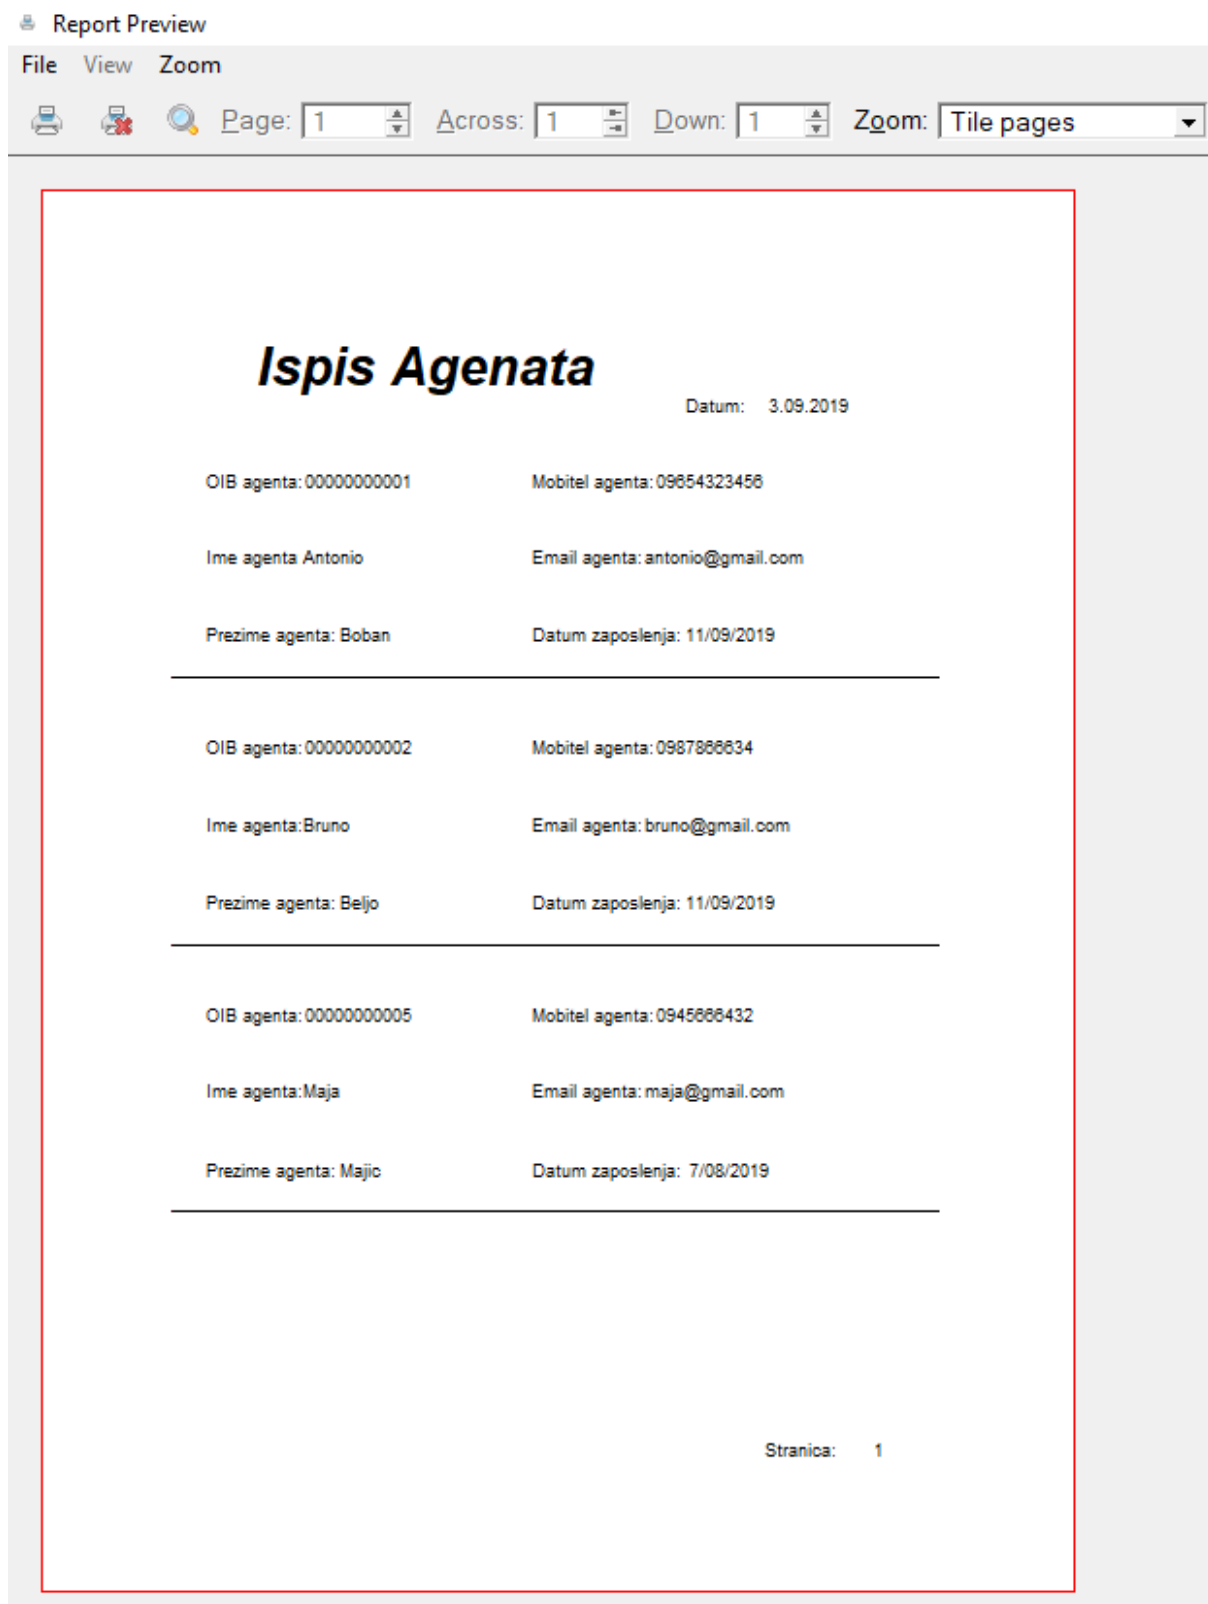 Report Preview
File View Zoom
Page: 1 Across: 1 Down: 1 Zoom: Tile pages
Ispis Agenata
Datum: 3.09.2019
OIB agenta: 00000000001 Mobitel agenta: 09654323456
Ime agenta Antonio Email agenta: antonio@gmail.com
Prezime agenta: Boban Datum zaposlenja: 11/09/2019
OIB agenta: 00000000002 Mobitel agenta: 0987866634
Ime agenta:Bruno Email agenta: bruno@gmail.com
Prezime agenta: Beljo Datum zaposlenja: 11/09/2019
OIB agenta: 00000000005 Mobitel agenta: 0945666432
Ime agenta:Maja Email agenta: maja@gmail.com
Prezime agenta: Majic Datum zaposlenja: 7/08/2019
Stranica: 1